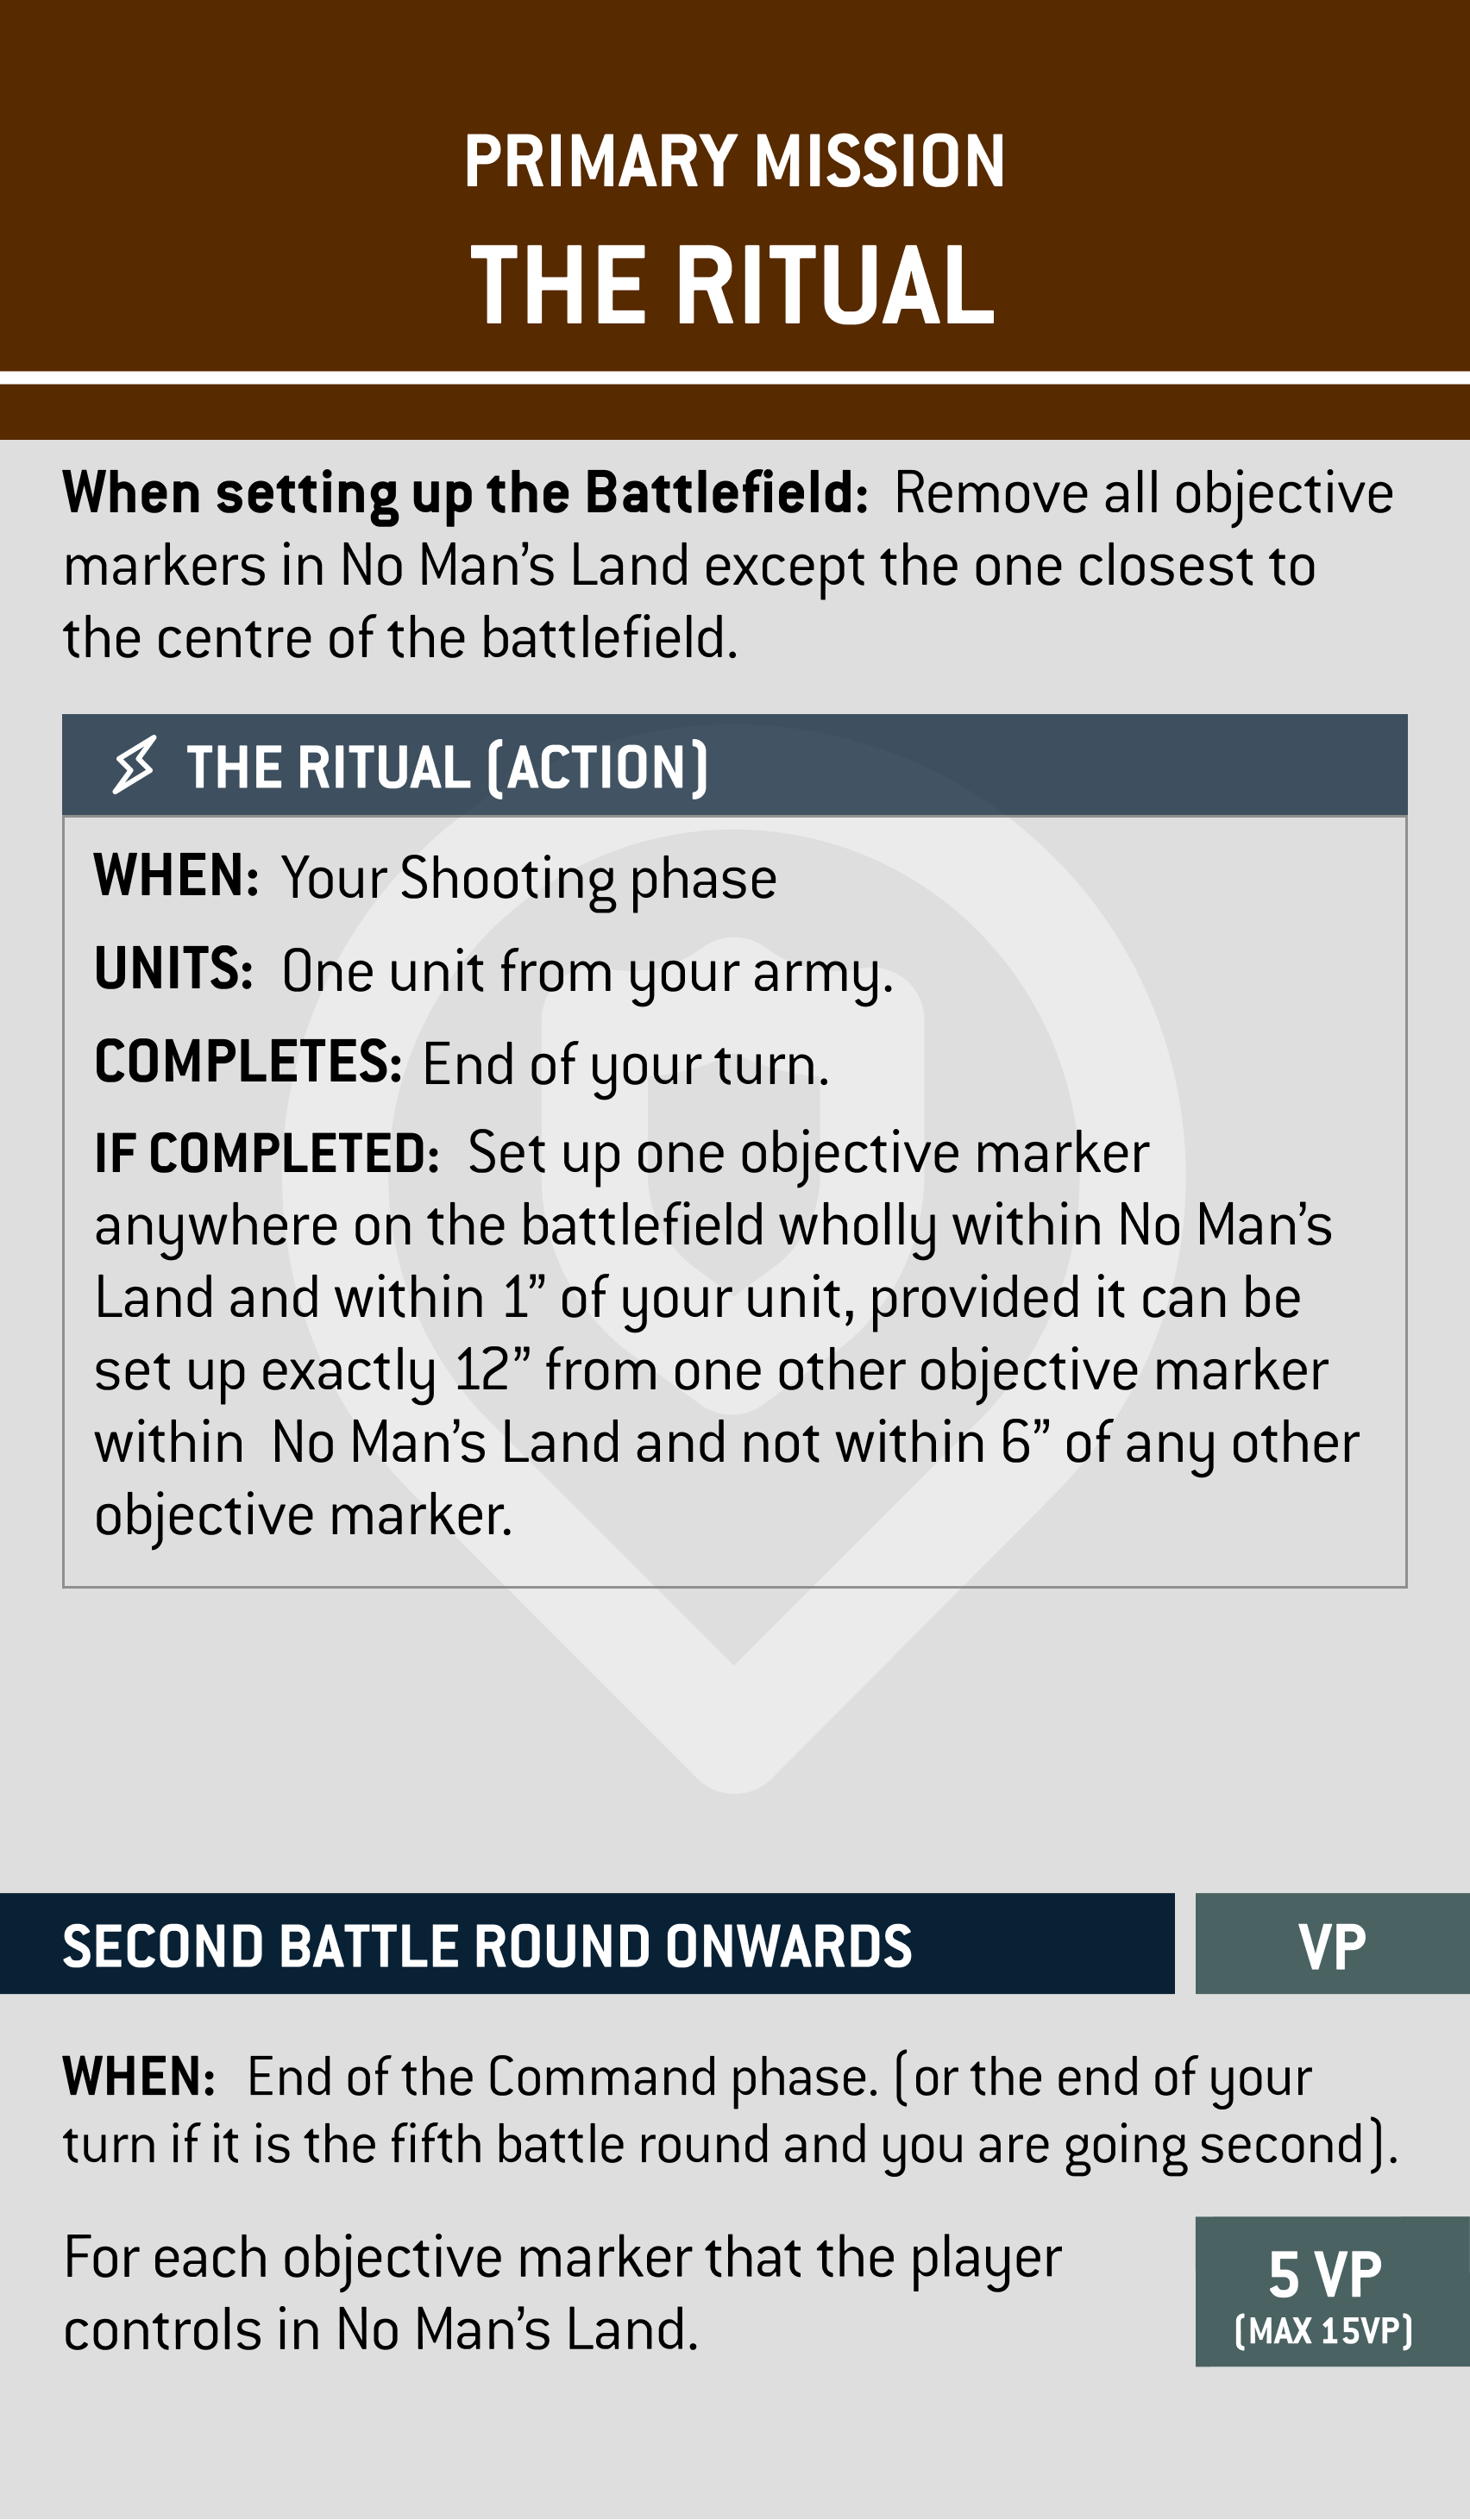 PRIMARY MISSION
THE RITUAL
When setting up the Battlefield: Remove all objective
markers in No Man’s Land except the one closest to
the centre of the battlefield.
THE RITUAL (ACTION)
WHEN: Your Shooting phase
UNITS: One unit from your army.
COMPLETES: End of your turn.
IF COMPLETED: Set up one objective marker
anywhere on the battlefield wholly within No Man’s
Land and within 1” of your unit, provided it can be
set up exactly 12” from one other objective marker
within No Man’s Land and not within 6” of any other
objective marker.
SECOND BATTLE ROUND ONWARDS
VP
WHEN: End of the Command phase. (or the end of your
turn if it is the fifth battle round and you are going second).
For each objective marker that the player
controls in No Man’s Land.
5 VP
(MAX 15VP)